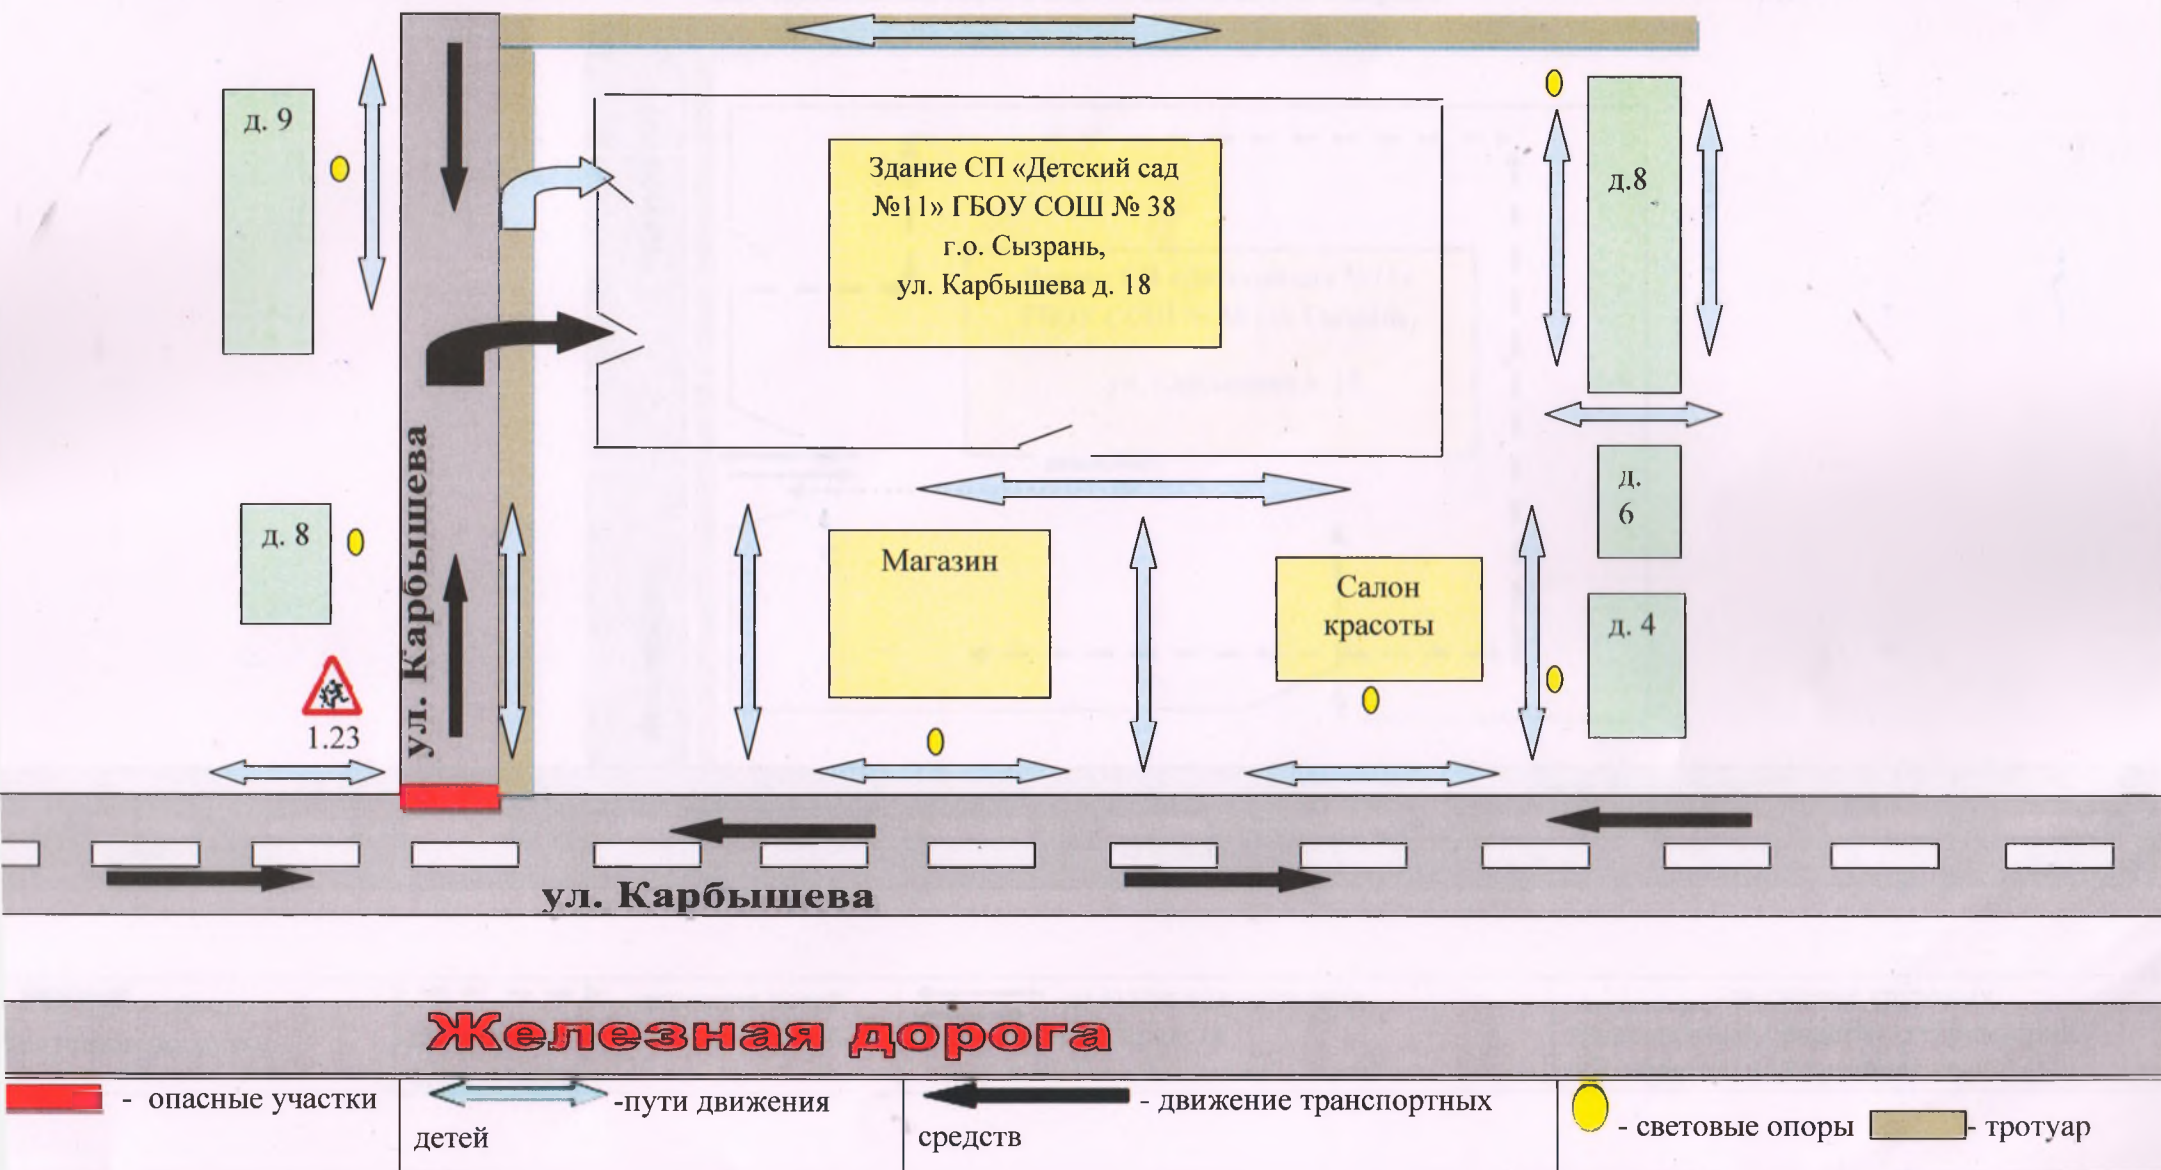 д. 9
Здание СП «Детский сад
№11» ГБОУ СОШ № 38
г.о. Сызрань,
ул. Карбышева д. 18
д.8
ул. Карбышева
д. 8
Магазин
Салон
красоты
д.
6
д. 4
1.23
ул. Карбышева
Железная дорога
- опасные участки
-пути движения
детей
- движение транспортных
средств
- световые опоры
- тротуар